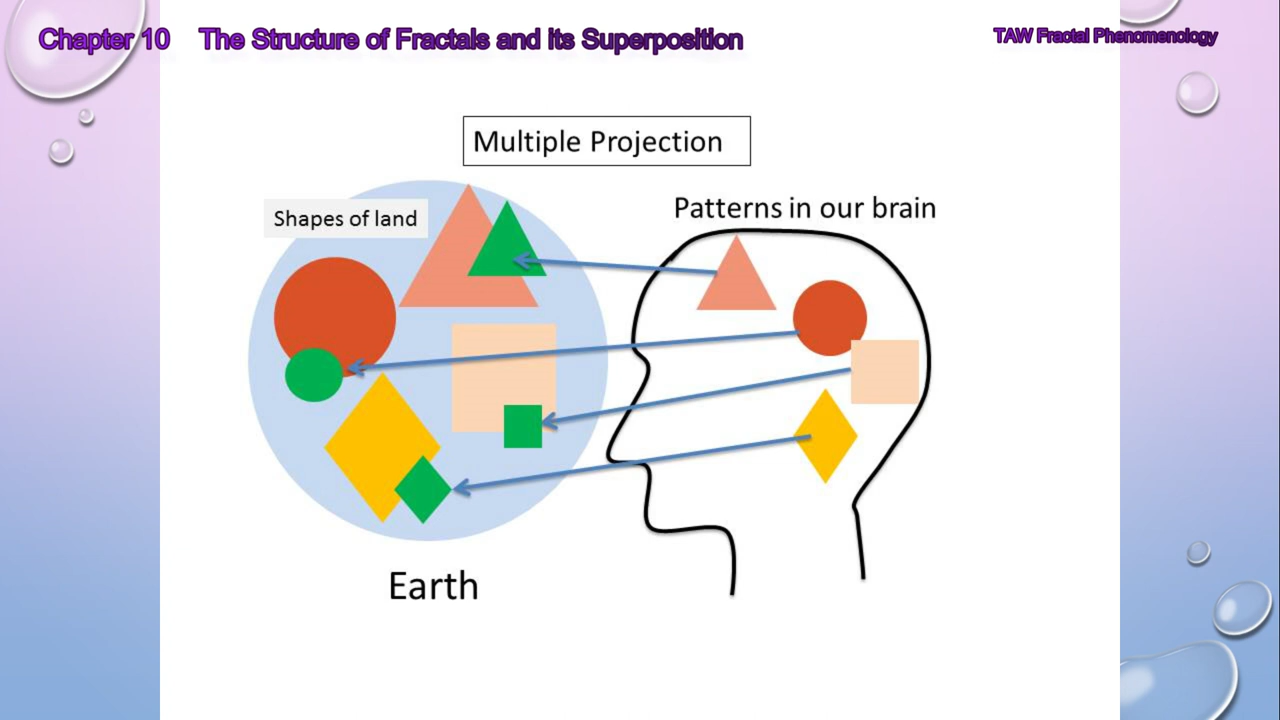 Chapter 10 The Structure of Fractals and its Superposition
TAW Fractal Phenomenology
Multiple Projection
Shapes of land
Patterns in our brain
Earth